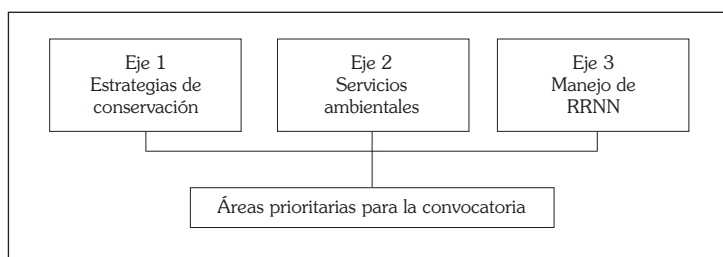 Eje 1
Estrategias de
conservación
Eje 2
Servicios
ambientales
Eje 3
Manejo de
RRNN
Áreas prioritarias para la convocatoria